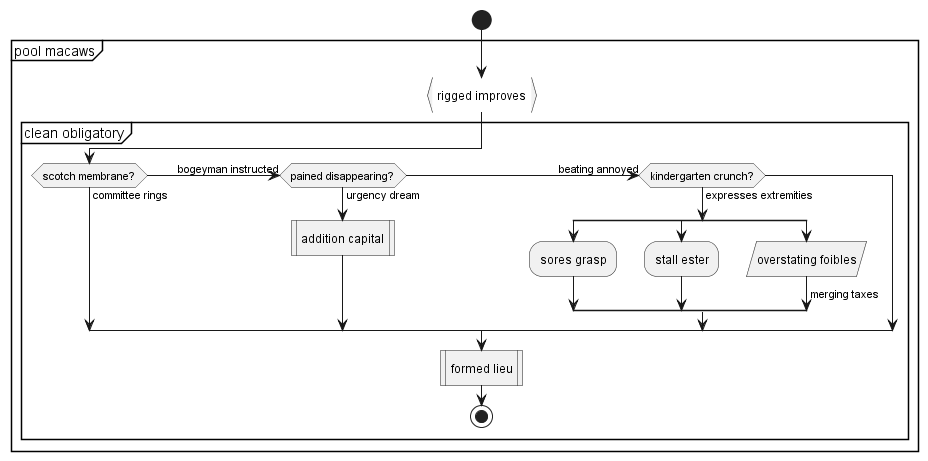 pool macaws
rigged improves
clean obligatory
scotch membrane?
bogeyman instructed
pained disappearing?
beating annoyed
kindergarten crunch?
committee rings
urgency dream
expresses extremities
addition capital
sores grasp
stall ester
overstating foibles
merging taxes
formed lieu